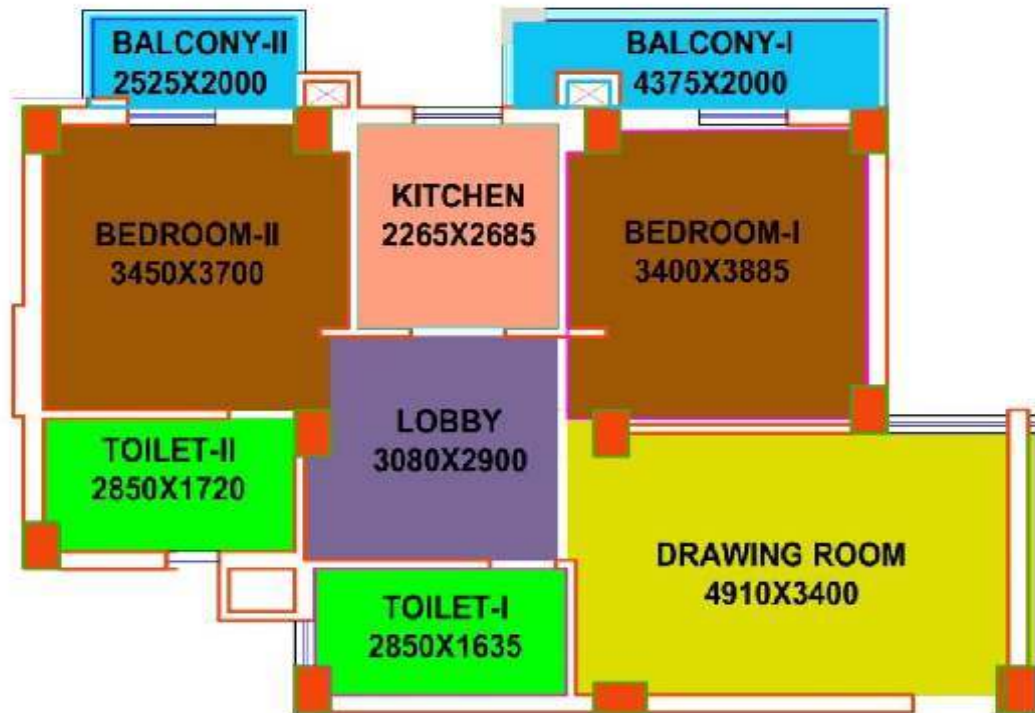 BALCONY-II
2525X2000
BALCONY-I
4375X2000
BEDROOM-II
3450X3700
KITCHEN
2265X2685
BEDROOM-I
3400X3885
TOILET-II
2850X1720
LOBBY
3080X2900
DRAWING ROOM
4910X3400
TOILET-I
2850X1635